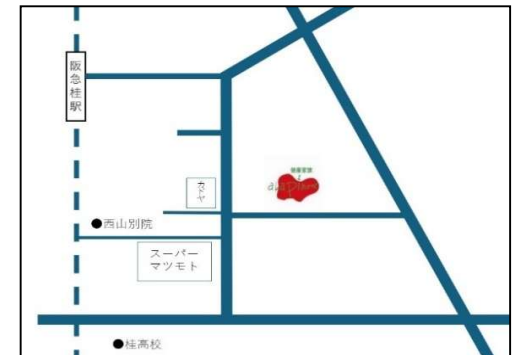 阪急桂駅
カドヤ
●西山別院
スーパー
マツモト
●桂高校